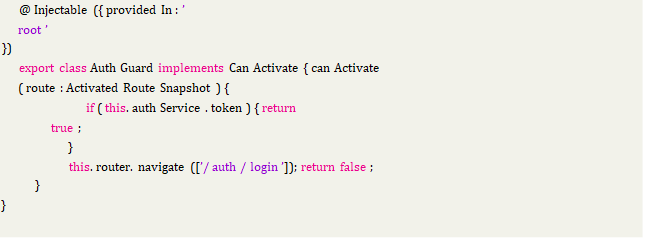 @ Injectable ({ provided In : '
root '
})
export class Auth Guard implements Can Activate { can Activate
( route : Activated Route Snapshot ) {
if ( this. auth Service . token ) { return
true ;
}
this. router. navigate (['/ auth / login ']); return false ;
}
}